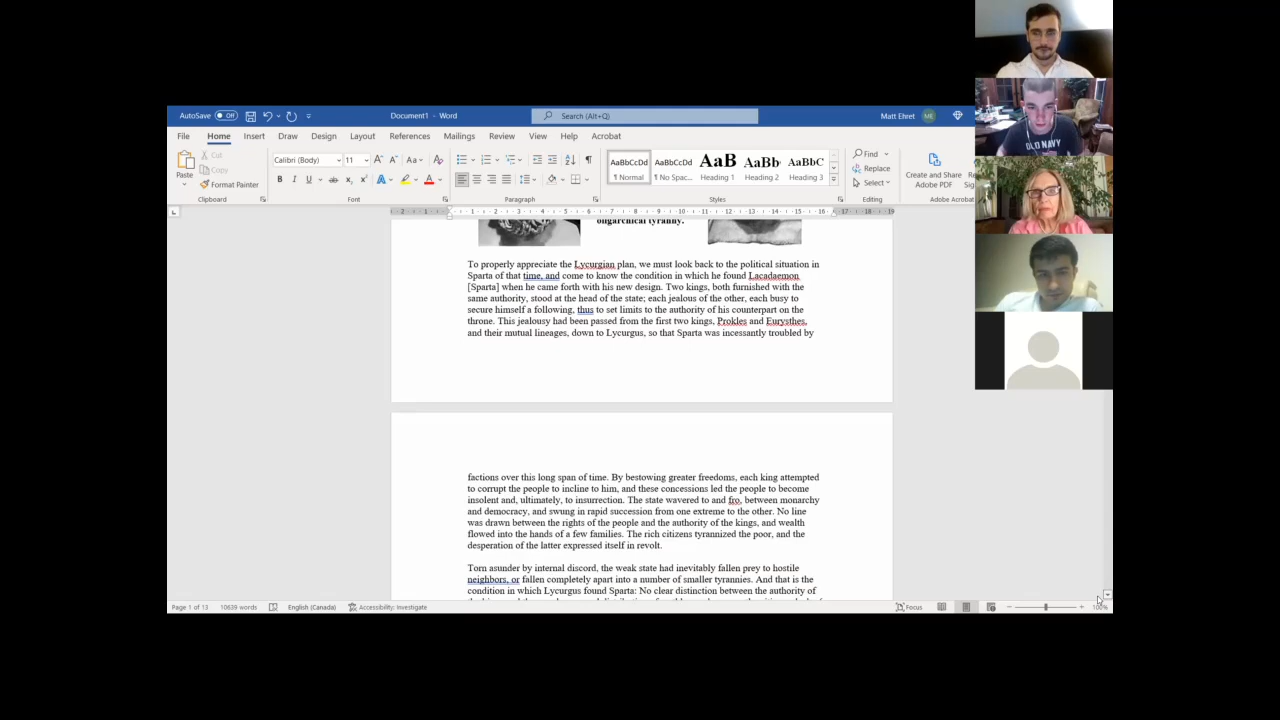 AutoSave Off Document1 - Word Search (Alt+Q) Matt Ehret ME
File Home Insert Draw Design Layout References Mailings Review View Help Acrobat
Paste Cut Copy Format Painter
Clipboard
Calibri (Body) 11 Aa
B I U ab x₂ x² A A
Font
Paragraph
AaBbCcDd AaBbCcDd AaB AaBb AaBbC
¶ Normal ¶ No Spac... Heading 1 Heading 2 Heading 3
Styles
Find
Replace
Select
Editing
Create and Share
Adobe PDF
Adobe Acrobat
oligarchical tyranny.
To properly appreciate the Lycurgian plan, we must look back to the political situation in
Sparta of that time, and come to know the condition in which he found Lacadaemon
[Sparta] when he came forth with his new design. Two kings, both furnished with the
same authority, stood at the head of the state; each jealous of the other, each busy to
secure himself a following, thus to set limits to the authority of his counterpart on the
throne. This jealousy had been passed from the first two kings, Prokles and Eurysthes,
and their mutual lineages, down to Lycurgus, so that Sparta was incessantly troubled by
factions over this long span of time. By bestowing greater freedoms, each king attempted
to corrupt the people to incline to him, and these concessions led the people to become
insolent and, ultimately, to insurrection. The state wavered to and fro, between monarchy
and democracy, and swung in rapid succession from one extreme to the other. No line
was drawn between the rights of the people and the authority of the kings, and wealth
flowed into the hands of a few families. The rich citizens tyrannized the poor, and the
desperation of the latter expressed itself in revolt.
Torn asunder by internal discord, the weak state had inevitably fallen prey to hostile
neighbors, or fallen completely apart into a number of smaller tyrannies. And that is the
condition in which Lycurgus found Sparta: No clear distinction between the authority of
Page 1 of 13 10639 words English (Canada) Accessibility: Investigate Focus 100%
OLD NAVY